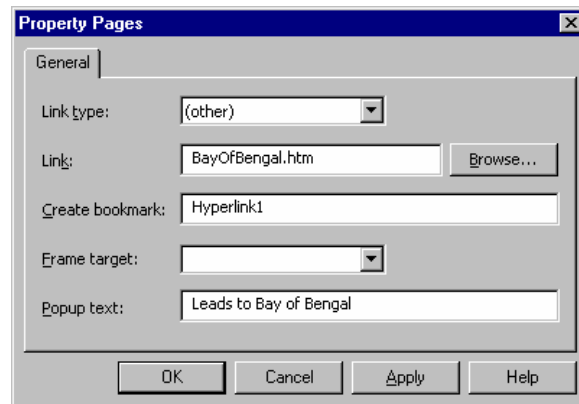 Property Pages
General
Link type: (other)
Link: BayOfBengal.htm Browse...
Create bookmark: Hyperlink1
Frame target:
Popup text: Leads to Bay of Bengal
OK Cancel Apply Help